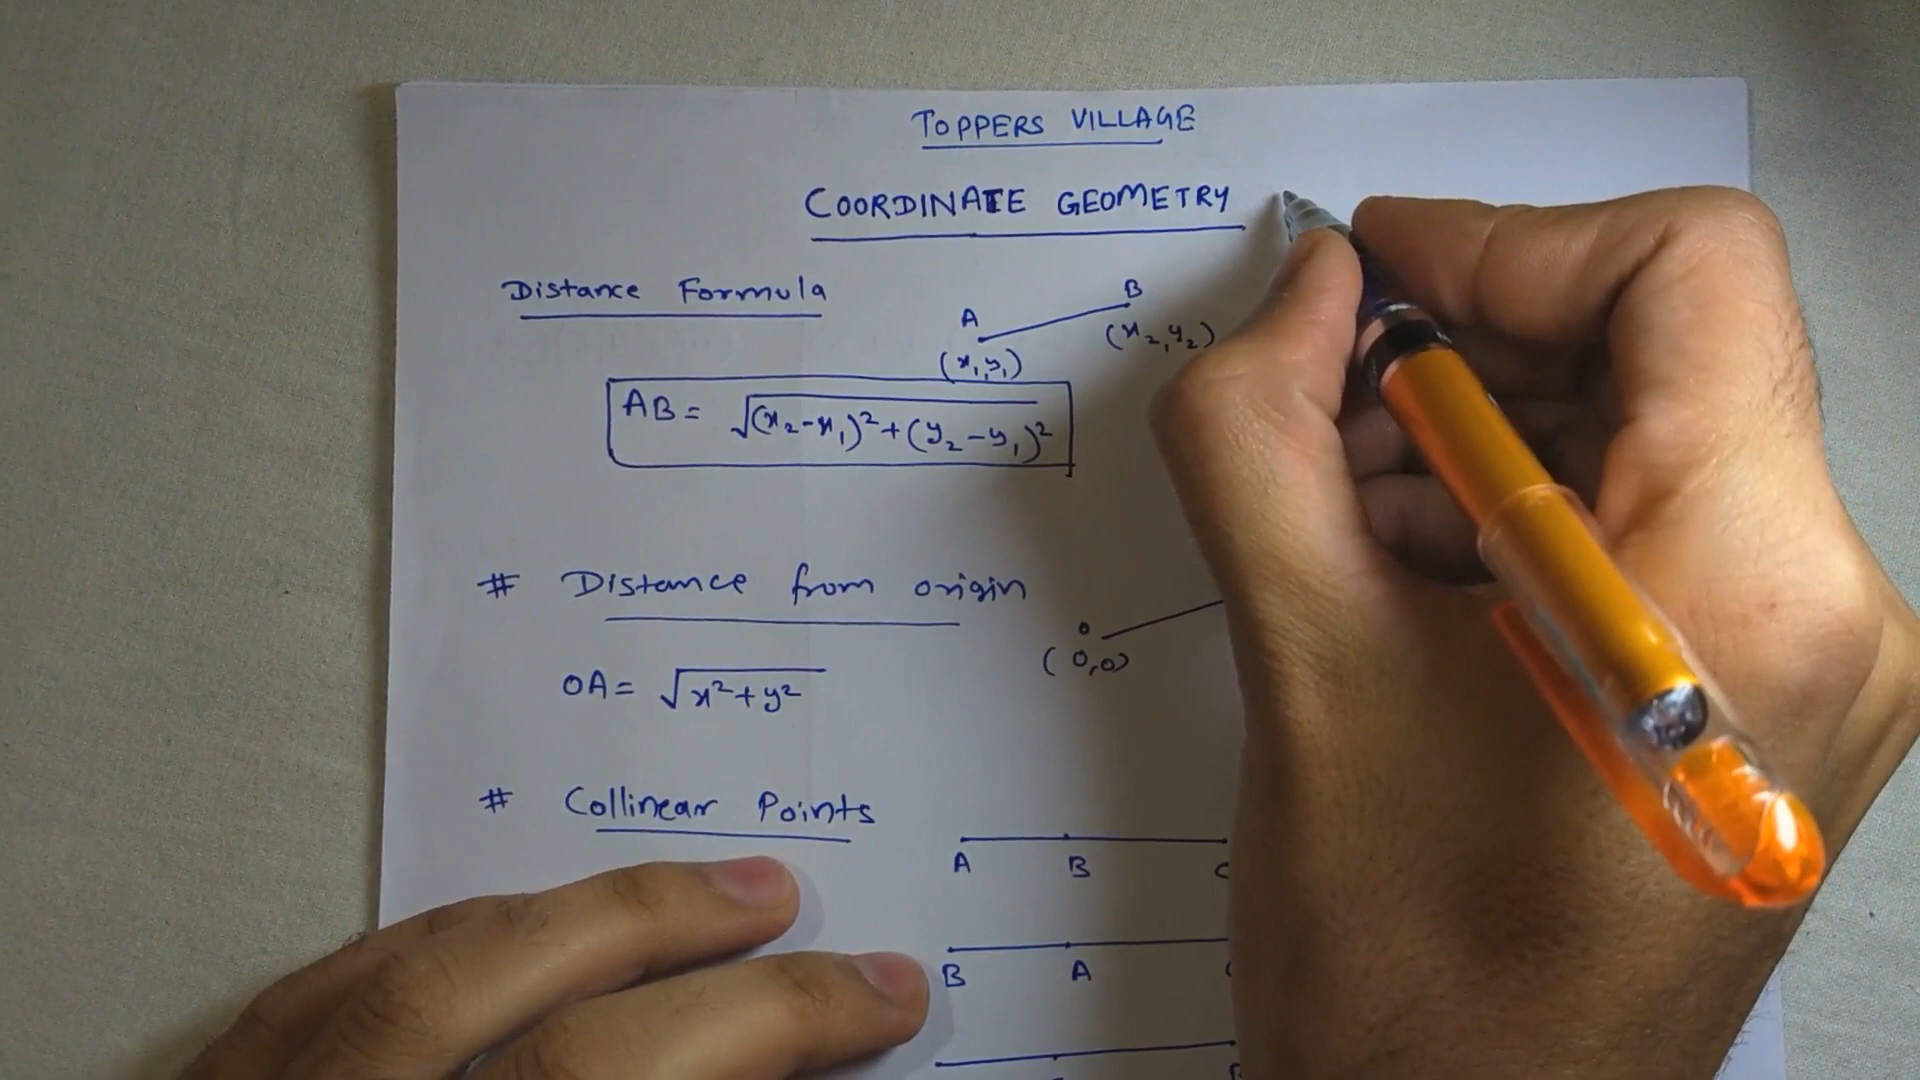 TOPPERS VILLAGE
COORDINATE GEOMETRY
Distance Formula
A
B
(x₁,y₁)
(x₂,y₂)
AB = √(x₂-x₁)²+(y₂-y₁)²
# Distance from origin
o
(0,0)
OA = √x²+y²
# Collinear Points
A B C
B A